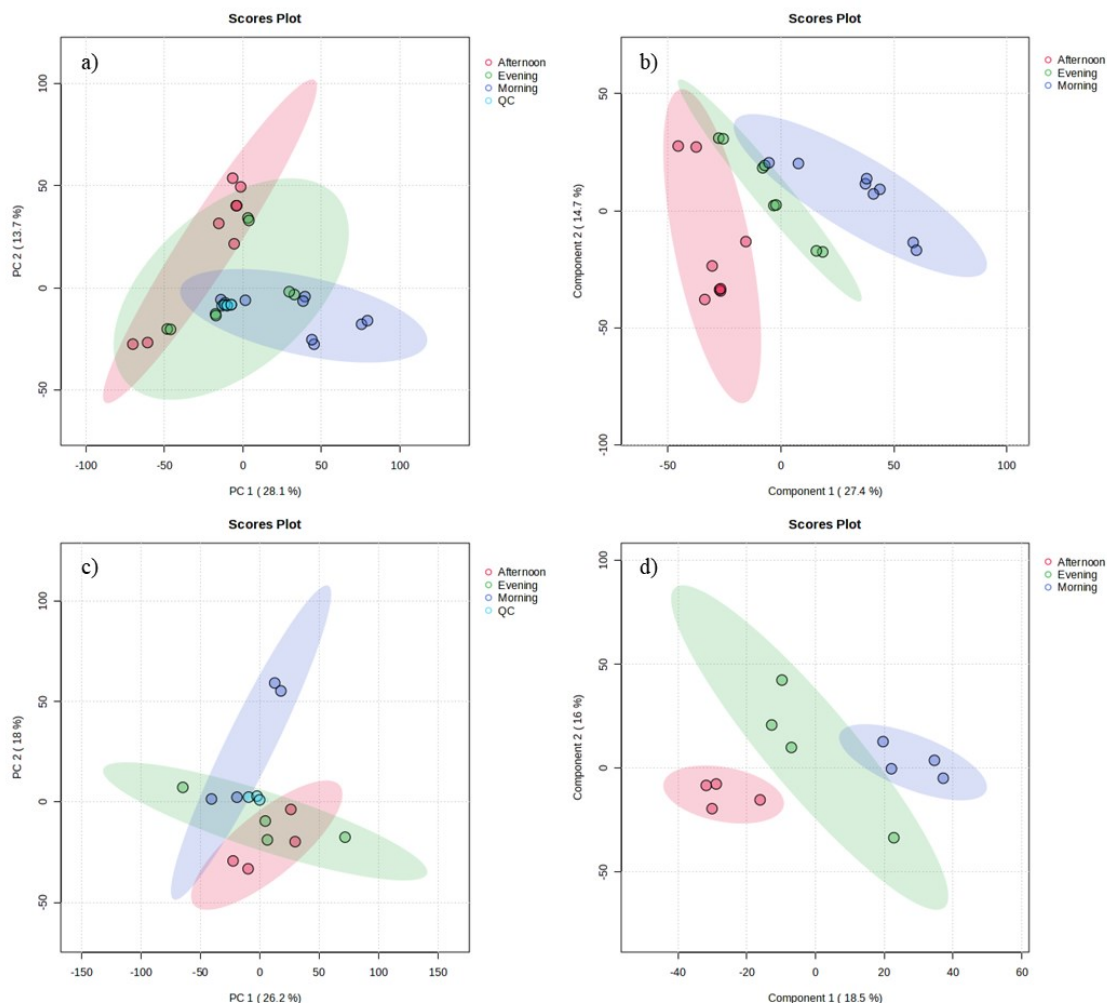 Scores Plot
a)
Afternoon
Evening
Morning
QC
100
50
0
-50
PC 2 ( 13.7 %)
-100
-50
0
50
100
PC 1 ( 28.1 %)
Scores Plot
b)
Afternoon
Evening
Morning
50
0
-50
-100
Component 2 ( 14.7 %)
-50
0
50
100
Component 1 ( 27.4 %)
Scores Plot
c)
Afternoon
Evening
Morning
QC
100
50
0
-50
PC 2 ( 18 %)
-150
-100
-50
0
50
100
150
PC 1 ( 26.2 %)
Scores Plot
d)
Afternoon
Evening
Morning
100
50
0
-50
Component 2 ( 16 %)
-40
-20
0
20
40
60
Component 1 ( 18.5 %)